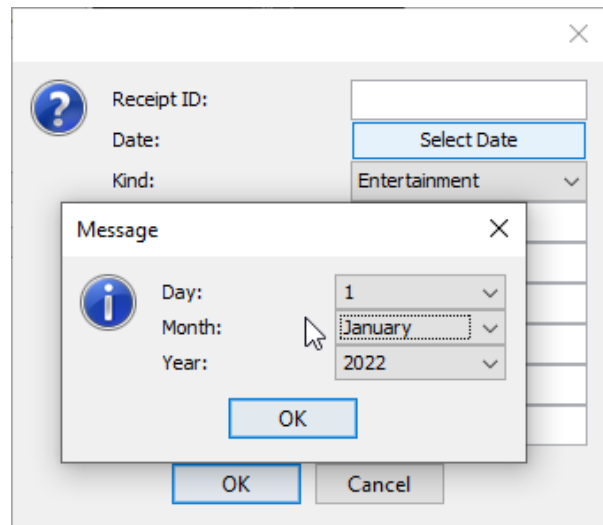 Receipt ID:
Date: Select Date
Kind: Entertainment
Message
Day: 1
Month: January
Year: 2022
OK
OK Cancel